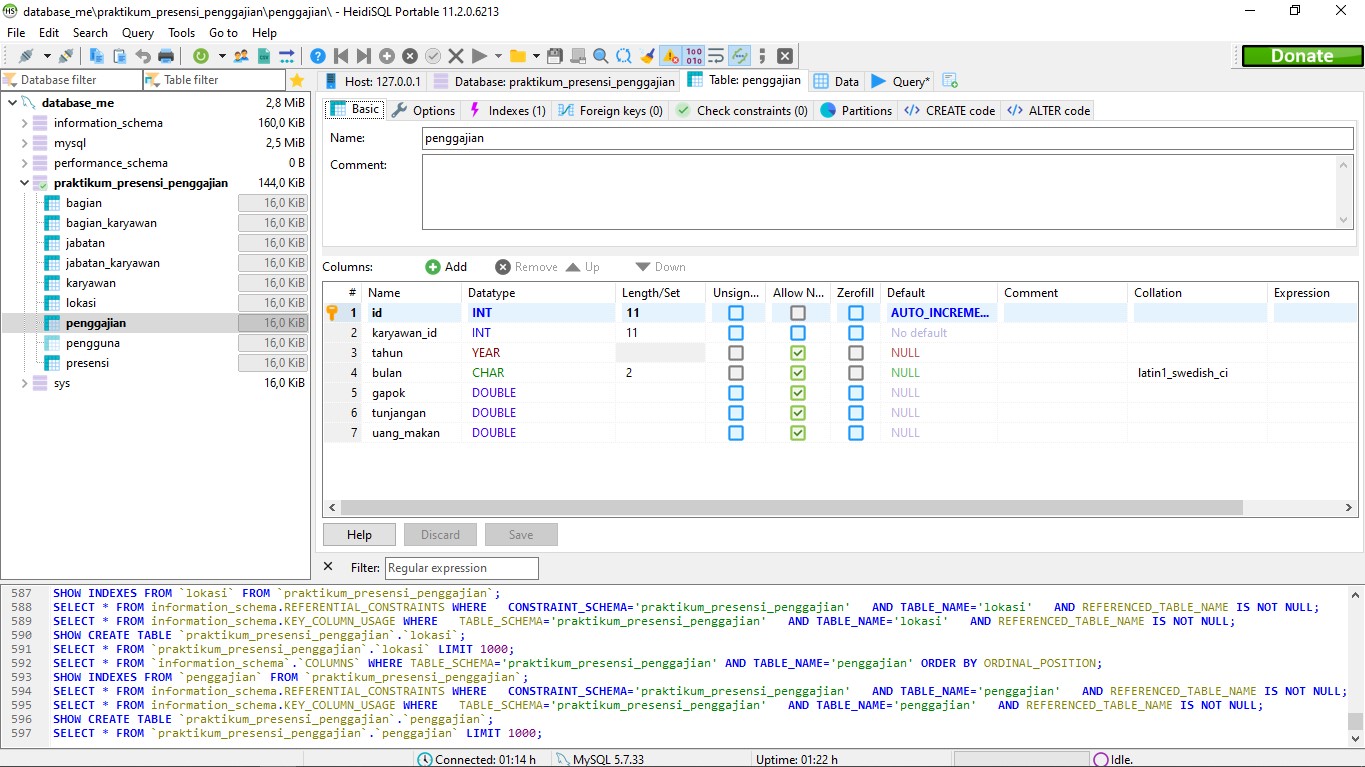 database_me\praktikum_presensi_penggajian\penggajian\ - HeidiSQL Portable 11.2.0.6213
File Edit Search Query Tools Go to Help
Donate
Database filter Table filter
Host: 127.0.0.1 Database: praktikum_presensi_penggajian Table: penggajian Data Query*
database_me 2,8 MiB
information_schema 160,0 KiB
mysql 2,5 MiB
performance_schema 0 B
praktikum_presensi_penggajian 144,0 KiB
bagian 16,0 KiB
bagian_karyawan 16,0 KiB
jabatan 16,0 KiB
jabatan_karyawan 16,0 KiB
karyawan 16,0 KiB
lokasi 16,0 KiB
penggajian 16,0 KiB
pengguna 16,0 KiB
presensi 16,0 KiB
sys 16,0 KiB
Basic Options Indexes (1) Foreign keys (0) Check constraints (0) Partitions CREATE code ALTER code
Name: penggajian
Comment:
Columns: Add Remove Up Down
# Name Datatype Length/Set Unsign... Allow N... Zerofill Default Comment Collation Expression
1 id INT 11 AUTO_INCREME...
2 karyawan_id INT 11 No default
3 tahun YEAR NULL
4 bulan CHAR 2 NULL latin1_swedish_ci
5 gapok DOUBLE NULL
6 tunjangan DOUBLE NULL
7 uang_makan DOUBLE NULL
Help Discard Save
Filter: Regular expression
587 SHOW INDEXES FROM `lokasi` FROM `praktikum_presensi_penggajian`;
588 SELECT * FROM information_schema.REFERENTIAL_CONSTRAINTS WHERE   CONSTRAINT_SCHEMA='praktikum_presensi_penggajian'   AND TABLE_NAME='lokasi'   AND REFERENCED_TABLE_NAME IS NOT NULL;
589 SELECT * FROM information_schema.KEY_COLUMN_USAGE WHERE   TABLE_SCHEMA='praktikum_presensi_penggajian'   AND TABLE_NAME='lokasi'   AND REFERENCED_TABLE_NAME IS NOT NULL;
590 SHOW CREATE TABLE `praktikum_presensi_penggajian`.`lokasi`;
591 SELECT * FROM `praktikum_presensi_penggajian`.`lokasi` LIMIT 1000;
592 SELECT * FROM `information_schema`.`COLUMNS` WHERE TABLE_SCHEMA='praktikum_presensi_penggajian' AND TABLE_NAME='penggajian' ORDER BY ORDINAL_POSITION;
593 SHOW INDEXES FROM `penggajian` FROM `praktikum_presensi_penggajian`;
594 SELECT * FROM information_schema.REFERENTIAL_CONSTRAINTS WHERE   CONSTRAINT_SCHEMA='praktikum_presensi_penggajian'   AND TABLE_NAME='penggajian'   AND REFERENCED_TABLE_NAME IS NOT NULL;
595 SELECT * FROM information_schema.KEY_COLUMN_USAGE WHERE   TABLE_SCHEMA='praktikum_presensi_penggajian'   AND TABLE_NAME='penggajian'   AND REFERENCED_TABLE_NAME IS NOT NULL;
596 SHOW CREATE TABLE `praktikum_presensi_penggajian`.`penggajian`;
597 SELECT * FROM `praktikum_presensi_penggajian`.`penggajian` LIMIT 1000;
Connected: 01:14 h MySQL 5.7.33 Uptime: 01:22 h Idle.